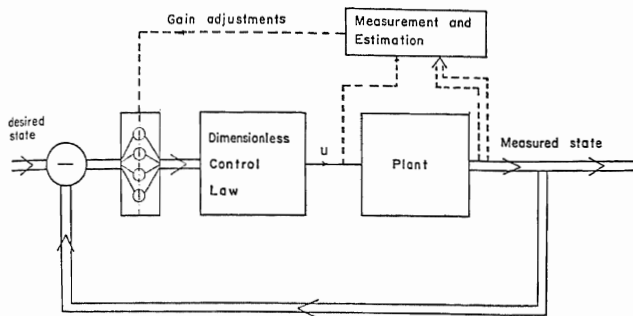 Gain adjustments
Measurement and
Estimation
desired
state
Dimensionless
Control
Law
u
Plant
Measured state